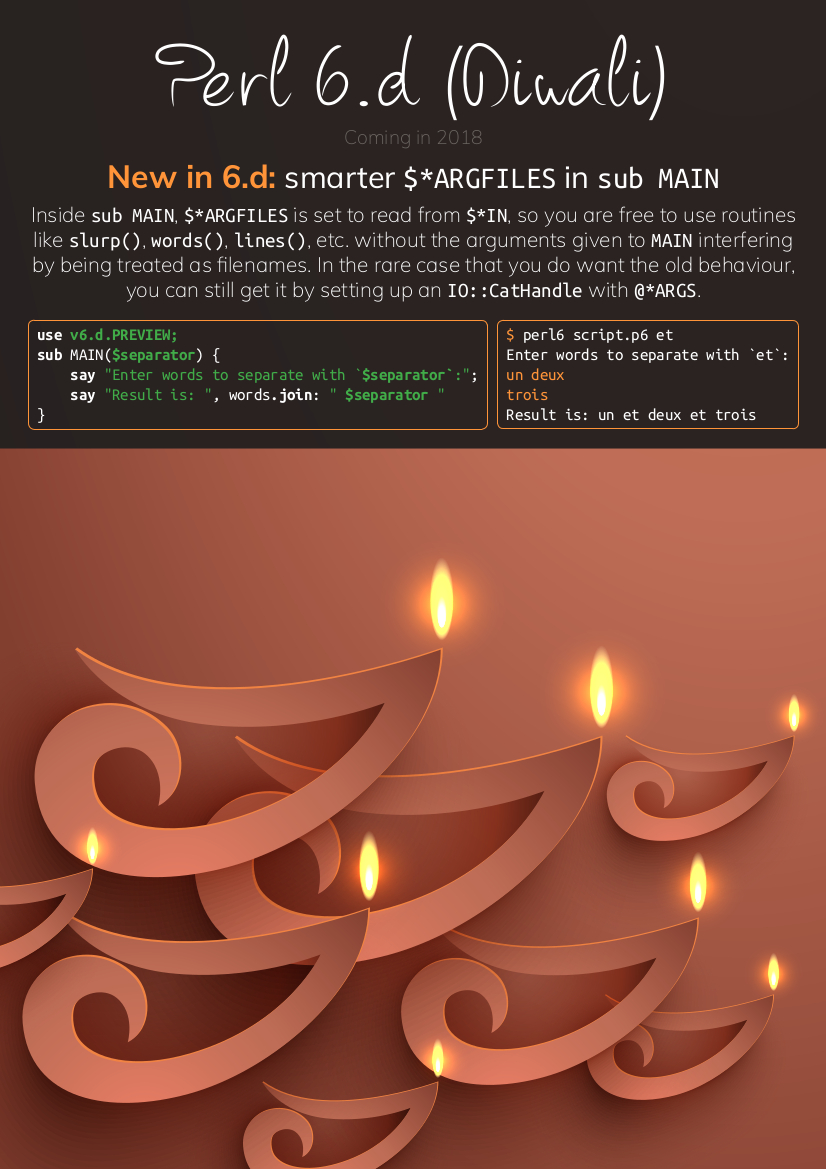 Perl 6.d (Diwali)
Coming in 2018
New in 6.d: smarter $*ARGFILES in sub MAIN
Inside sub MAIN, $*ARGFILES is set to read from $*IN, so you are free to use routines
like slurp(), words(), lines(), etc. without the arguments given to MAIN interfering
by being treated as filenames. In the rare case that you do want the old behaviour,
you can still get it by setting up an IO::CatHandle with @*ARGS.
use v6.d.PREVIEW;
sub MAIN($separator) {
    say "Enter words to separate with `$separator`:";
    say "Result is: ", words.join: " $separator "
}
$ perl6 script.p6 et
Enter words to separate with `et`:
un deux
trois
Result is: un et deux et trois